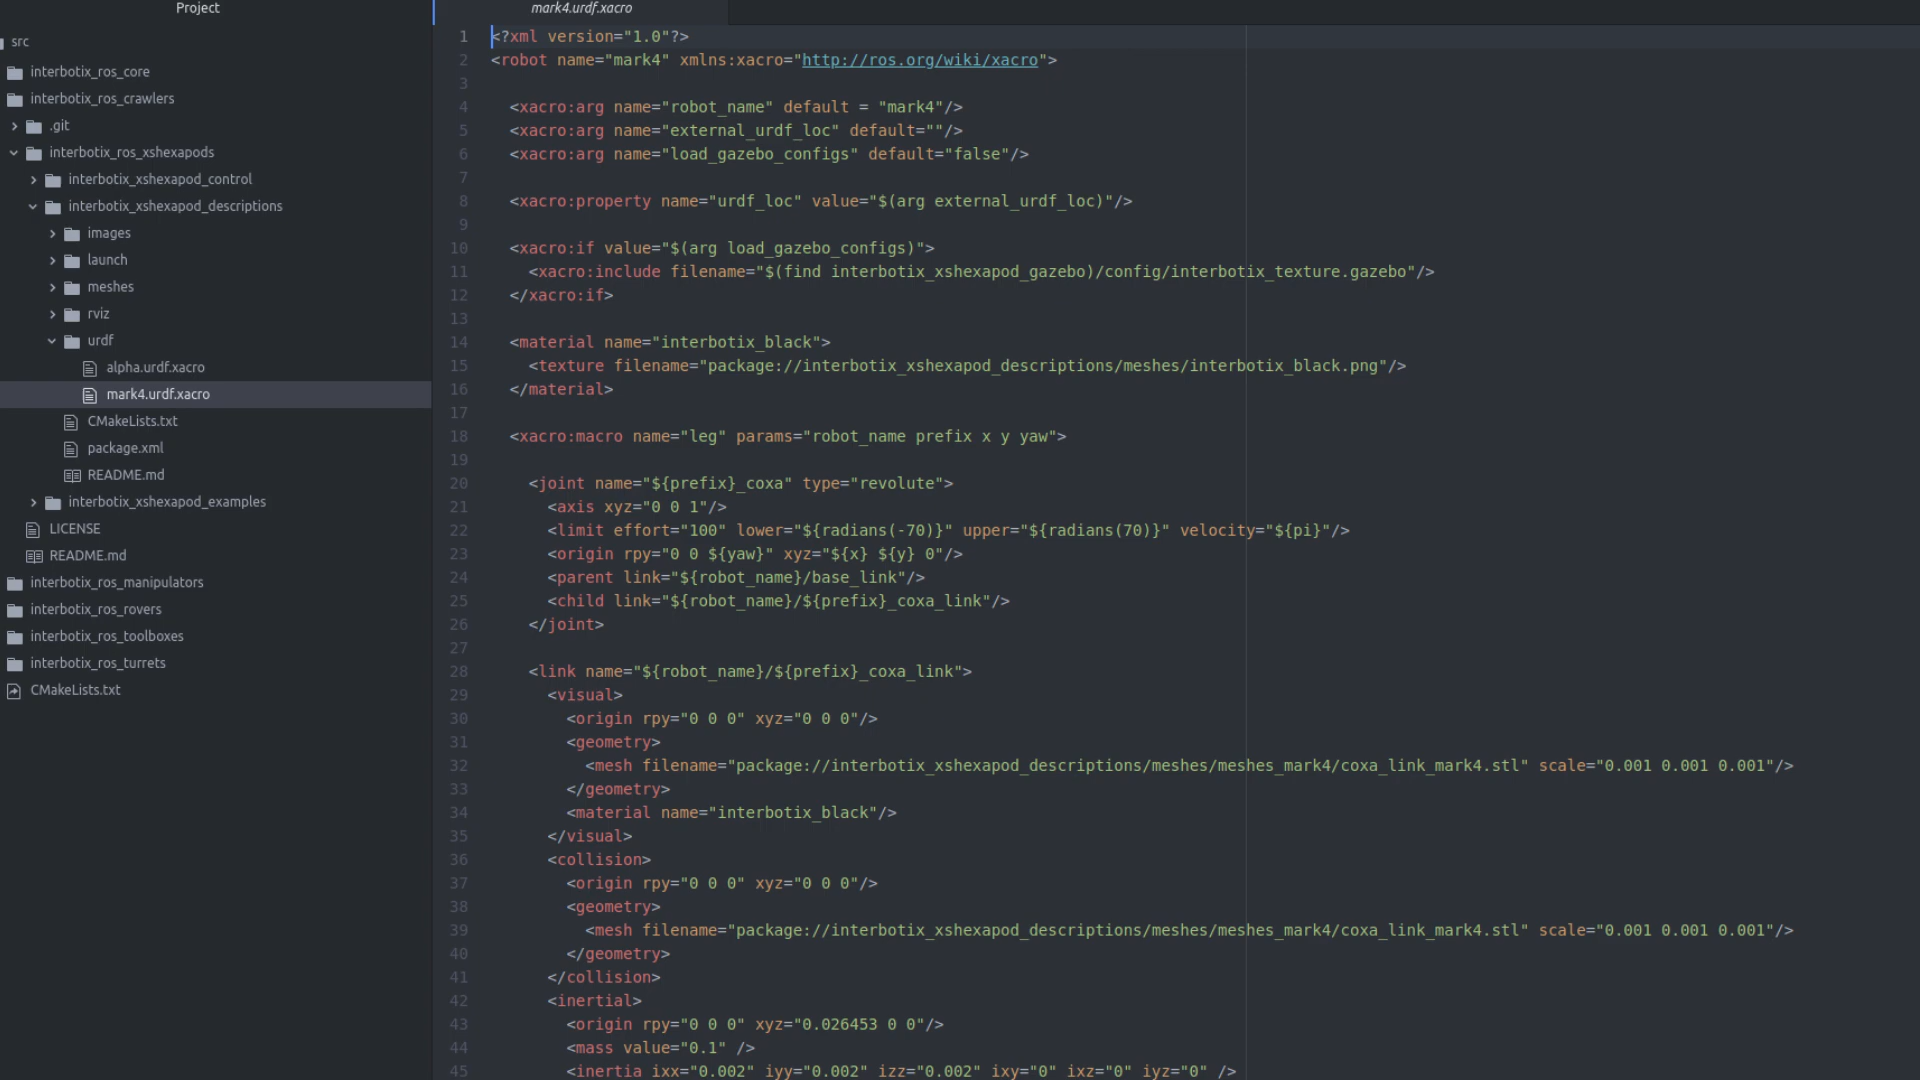 Project
src
interbotix_ros_core
interbotix_ros_crawlers
.git
interbotix_ros_xshexapods
interbotix_xshexapod_control
interbotix_xshexapod_descriptions
images
launch
meshes
rviz
urdf
alpha.urdf.xacro
mark4.urdf.xacro
CMakeLists.txt
package.xml
README.md
interbotix_xshexapod_examples
LICENSE
README.md
interbotix_ros_manipulators
interbotix_ros_rovers
interbotix_ros_toolboxes
interbotix_ros_turrets
CMakeLists.txt
mark4.urdf.xacro
1 <?xml version="1.0"?>
2 <robot name="mark4" xmlns:xacro="http://ros.org/wiki/xacro">
3
4 <xacro:arg name="robot_name" default = "mark4"/>
5 <xacro:arg name="external_urdf_loc" default=""/>
6 <xacro:arg name="load_gazebo_configs" default="false"/>
7
8 <xacro:property name="urdf_loc" value="$(arg external_urdf_loc)"/>
9
10 <xacro:if value="$(arg load_gazebo_configs)">
11 <xacro:include filename="$(find interbotix_xshexapod_gazebo)/config/interbotix_texture.gazebo"/>
12 </xacro:if>
13
14 <material name="interbotix_black">
15 <texture filename="package://interbotix_xshexapod_descriptions/meshes/interbotix_black.png"/>
16 </material>
17
18 <xacro:macro name="leg" params="robot_name prefix x y yaw">
19
20 <joint name="${prefix}_coxa" type="revolute">
21 <axis xyz="0 0 1"/>
22 <limit effort="100" lower="${radians(-70)}" upper="${radians(70)}" velocity="${pi}"/>
23 <origin rpy="0 0 ${yaw}" xyz="${x} ${y} 0"/>
24 <parent link="${robot_name}/base_link"/>
25 <child link="${robot_name}/${prefix}_coxa_link"/>
26 </joint>
27
28 <link name="${robot_name}/${prefix}_coxa_link">
29 <visual>
30 <origin rpy="0 0 0" xyz="0 0 0"/>
31 <geometry>
32 <mesh filename="package://interbotix_xshexapod_descriptions/meshes/meshes_mark4/coxa_link_mark4.stl" scale="0.001 0.001 0.001"/>
33 </geometry>
34 <material name="interbotix_black"/>
35 </visual>
36 <collision>
37 <origin rpy="0 0 0" xyz="0 0 0"/>
38 <geometry>
39 <mesh filename="package://interbotix_xshexapod_descriptions/meshes/meshes_mark4/coxa_link_mark4.stl" scale="0.001 0.001 0.001"/>
40 </geometry>
41 </collision>
42 <inertial>
43 <origin rpy="0 0 0" xyz="0.026453 0 0"/>
44 <mass value="0.1" />
45 <inertia ixx="0.002" iyy="0.002" izz="0.002" ixy="0" ixz="0" iyz="0" />